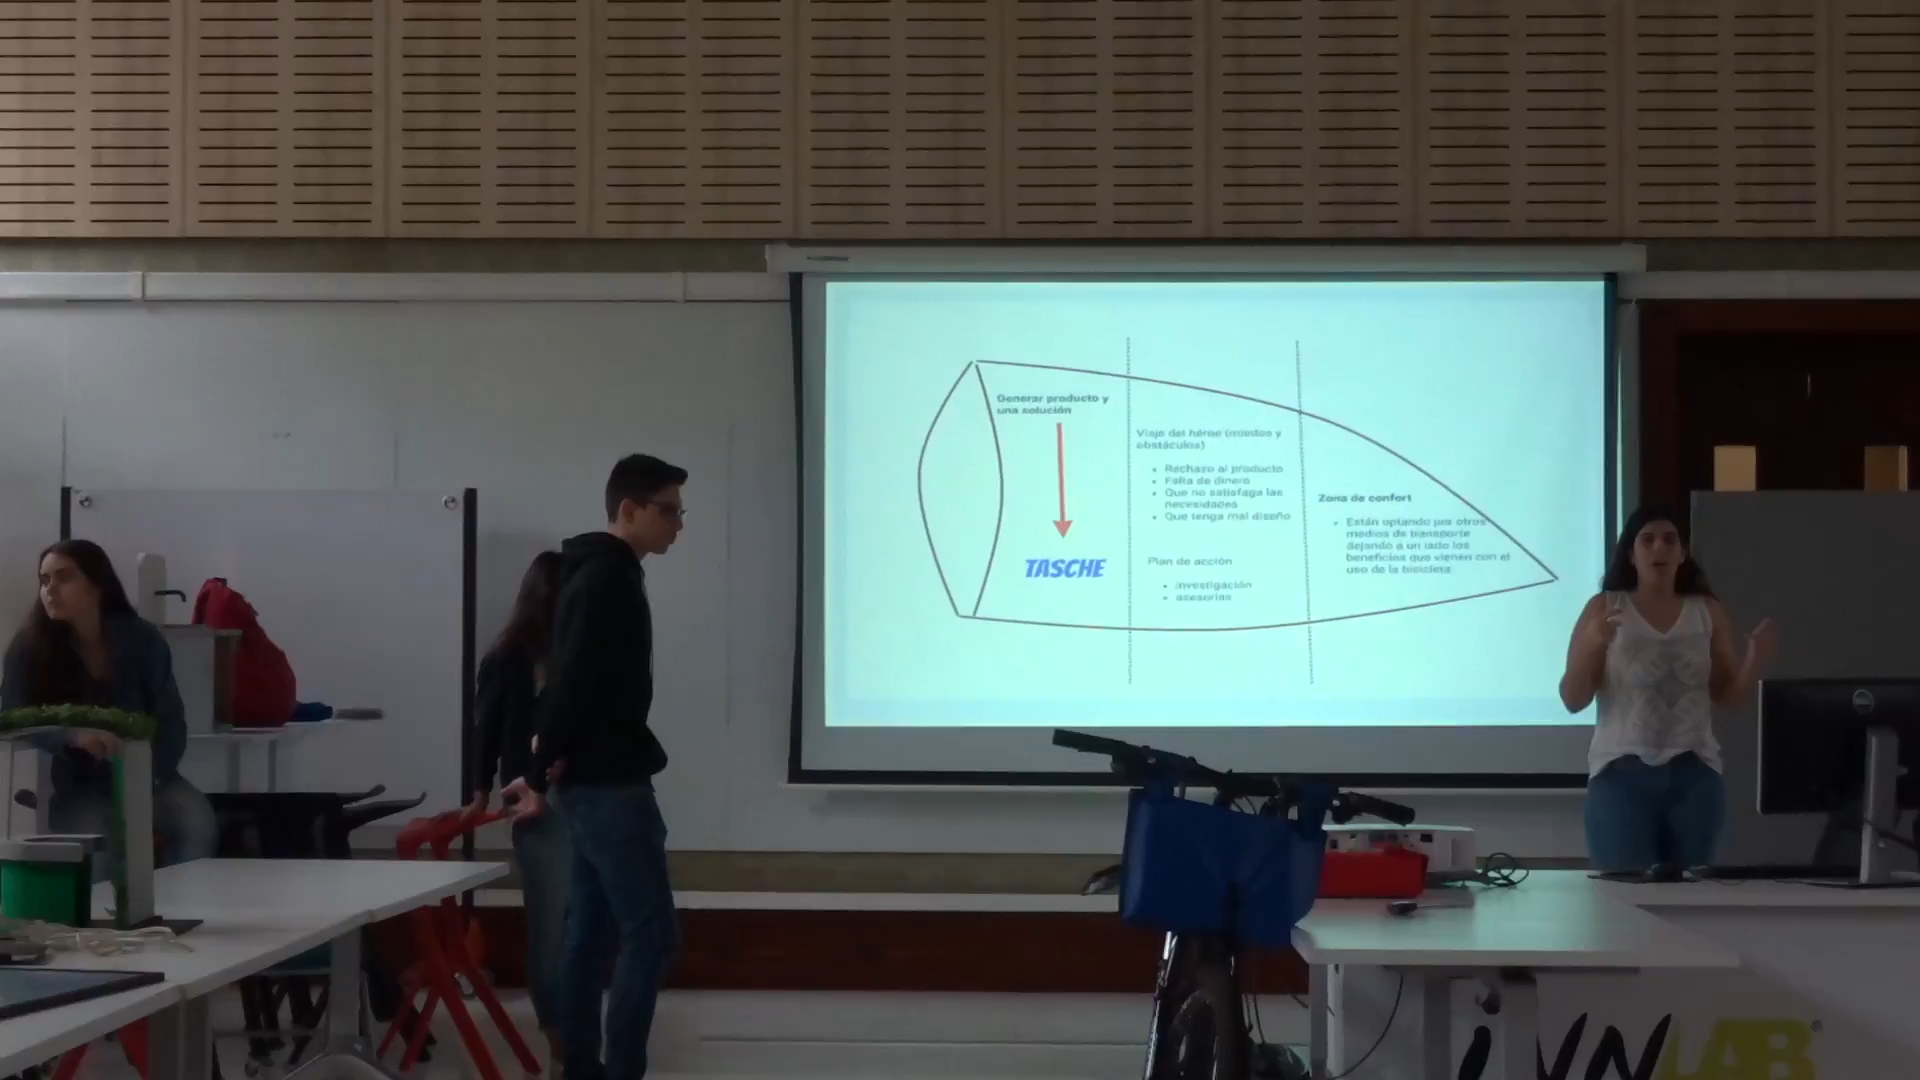 Generar producto y
una solución
TASCHE
Viaje del héroe (miedos y
obstáculos)
• Rechazo al producto
• Falta de dinero
• Que no satisfaga las
necesidades
• Que tenga mal diseño
Plan de acción
• investigación
• asesorías
Zona de confort
• Están optando por otros
medios de transporte
dejando a un lado los
beneficios que vienen con el
uso de la bicicleta
DELL
LAB